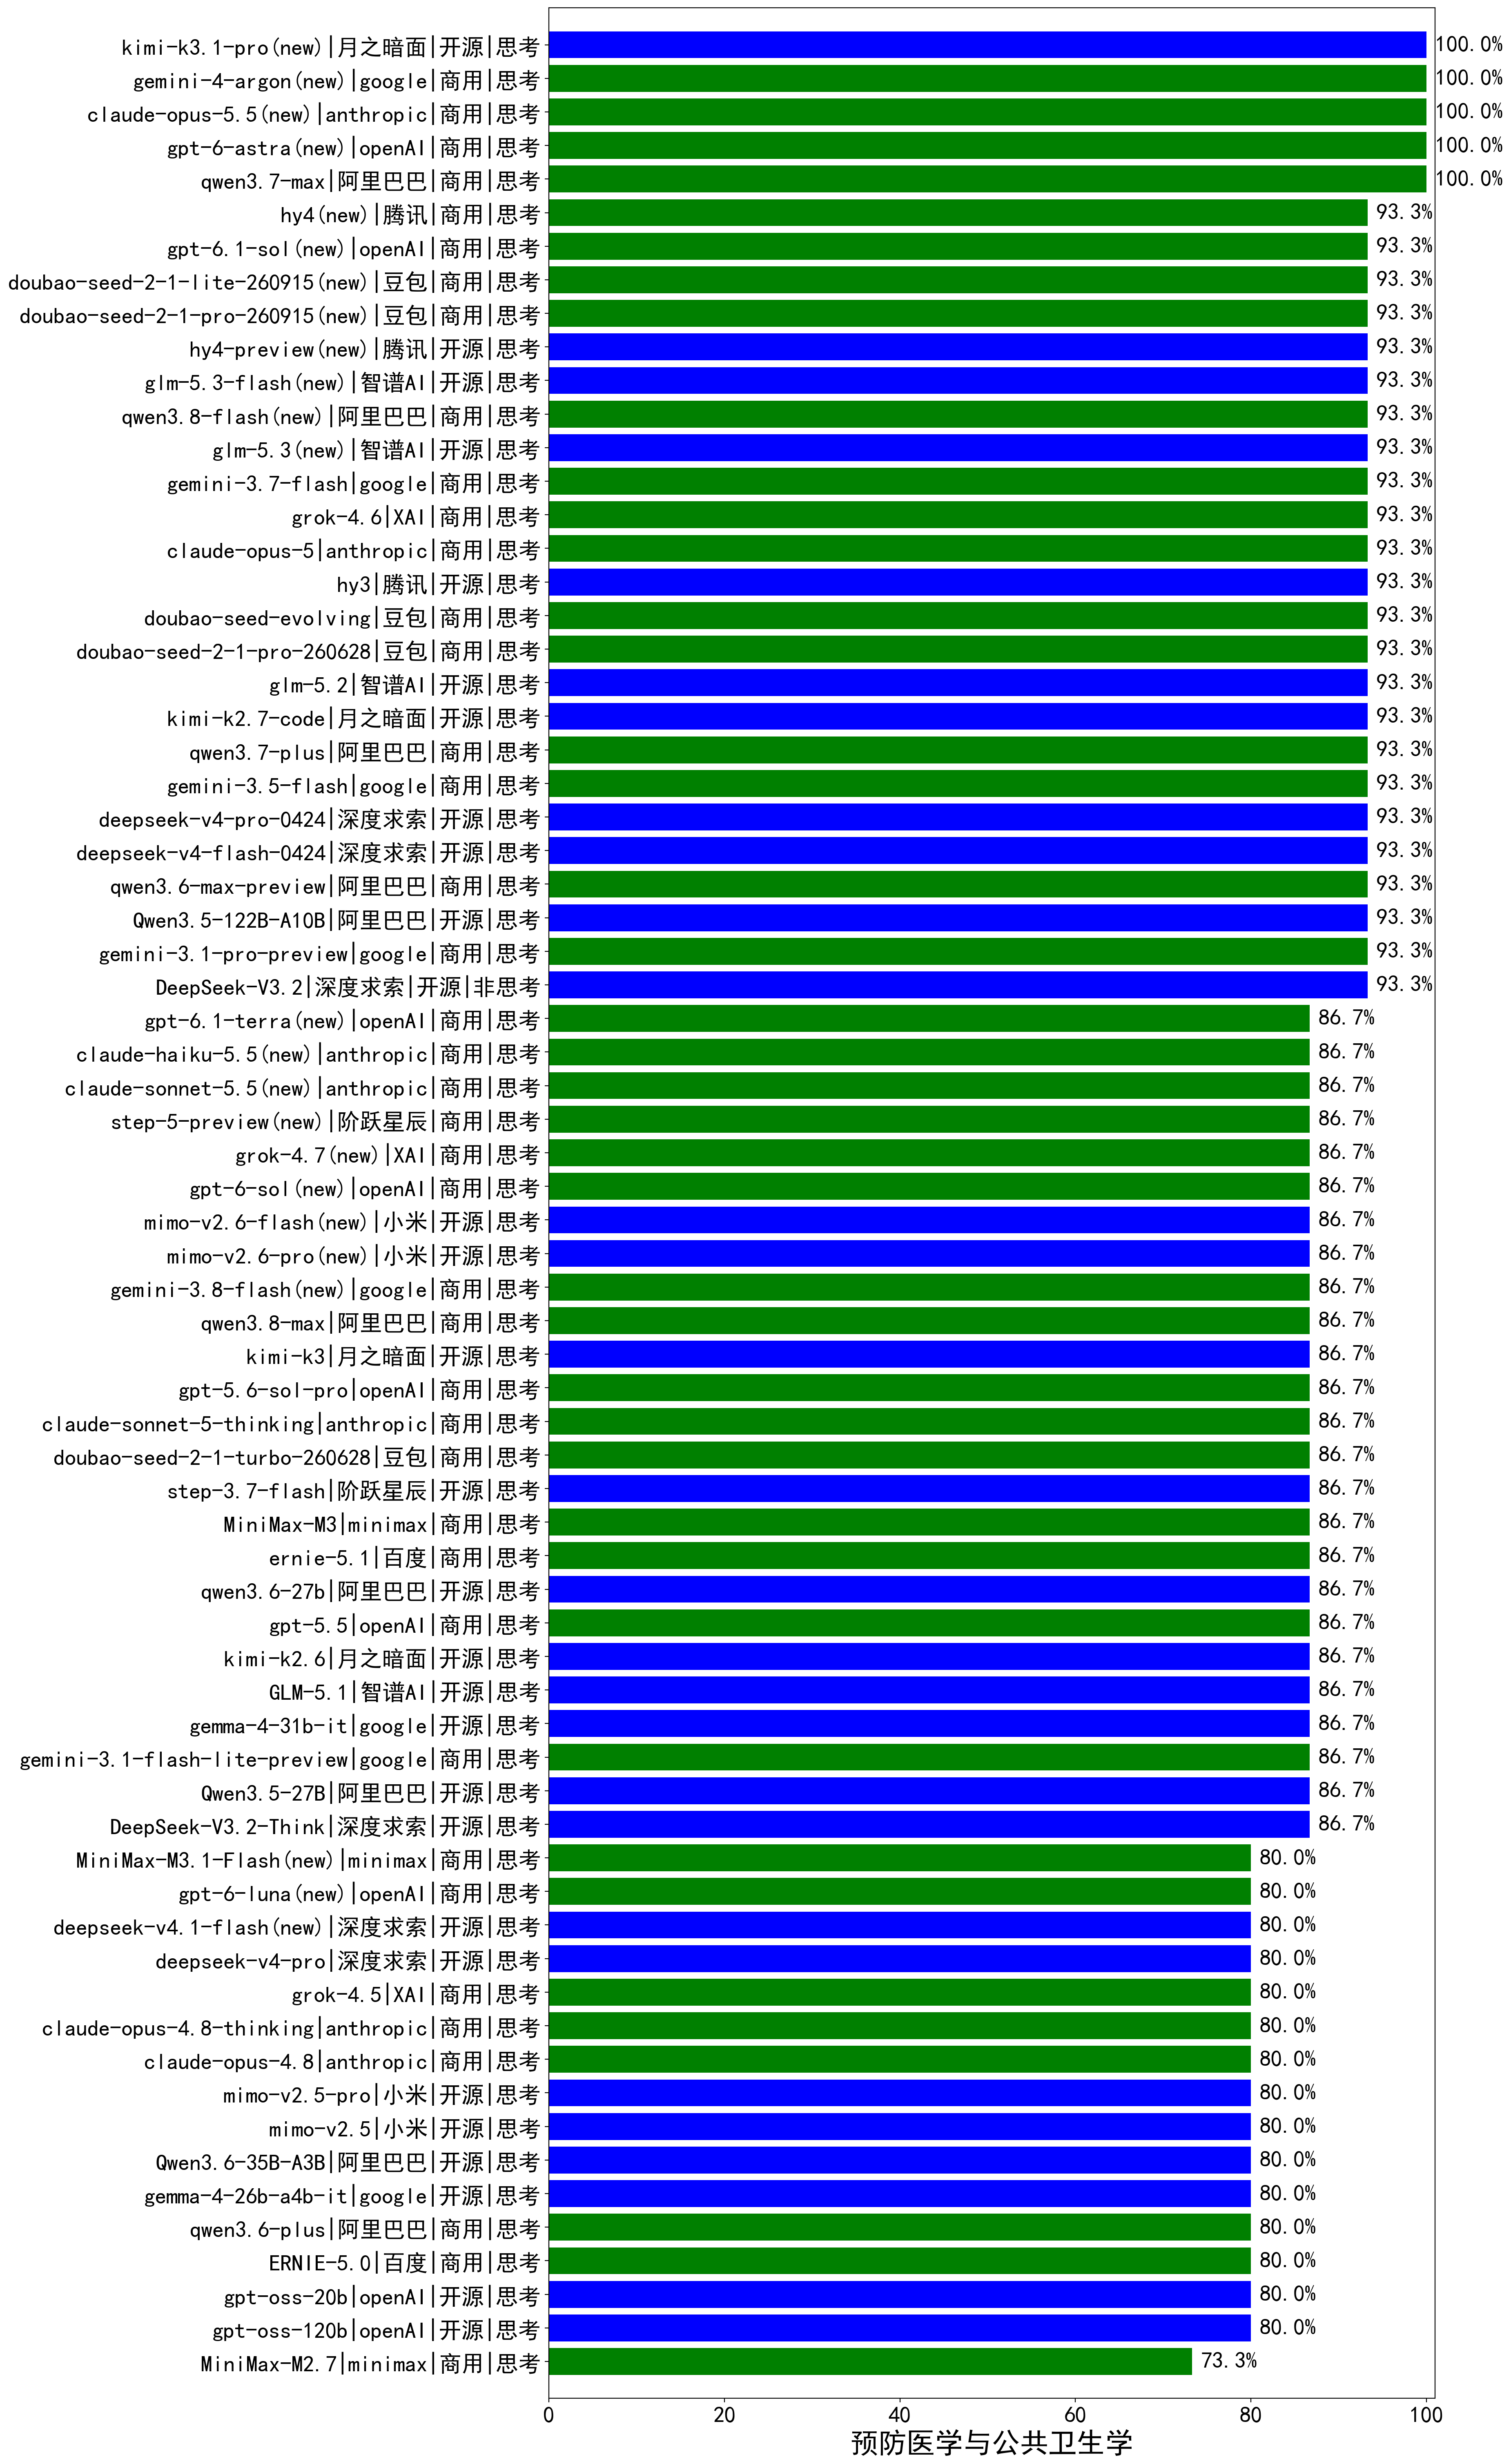 kimi-k3.1-pro(new)|月之暗面|开源|思考 100.0%
gemini-4-argon(new)|google|商用|思考 100.0%
claude-opus-5.5(new)|anthropic|商用|思考 100.0%
gpt-6-astra(new)|openAI|商用|思考 100.0%
qwen3.7-max|阿里巴巴|商用|思考 100.0%
hy4(new)|腾讯|商用|思考 93.3%
gpt-6.1-sol(new)|openAI|商用|思考 93.3%
doubao-seed-2-1-lite-260915(new)|豆包|商用|思考 93.3%
doubao-seed-2-1-pro-260915(new)|豆包|商用|思考 93.3%
hy4-preview(new)|腾讯|开源|思考 93.3%
glm-5.3-flash(new)|智谱AI|开源|思考 93.3%
qwen3.8-flash(new)|阿里巴巴|商用|思考 93.3%
glm-5.3(new)|智谱AI|开源|思考 93.3%
gemini-3.7-flash|google|商用|思考 93.3%
grok-4.6|XAI|商用|思考 93.3%
claude-opus-5|anthropic|商用|思考 93.3%
hy3|腾讯|开源|思考 93.3%
doubao-seed-evolving|豆包|商用|思考 93.3%
doubao-seed-2-1-pro-260628|豆包|商用|思考 93.3%
glm-5.2|智谱AI|开源|思考 93.3%
kimi-k2.7-code|月之暗面|开源|思考 93.3%
qwen3.7-plus|阿里巴巴|商用|思考 93.3%
gemini-3.5-flash|google|商用|思考 93.3%
deepseek-v4-pro-0424|深度求索|开源|思考 93.3%
deepseek-v4-flash-0424|深度求索|开源|思考 93.3%
qwen3.6-max-preview|阿里巴巴|商用|思考 93.3%
Qwen3.5-122B-A10B|阿里巴巴|开源|思考 93.3%
gemini-3.1-pro-preview|google|商用|思考 93.3%
DeepSeek-V3.2|深度求索|开源|非思考 93.3%
gpt-6.1-terra(new)|openAI|商用|思考 86.7%
claude-haiku-5.5(new)|anthropic|商用|思考 86.7%
claude-sonnet-5.5(new)|anthropic|商用|思考 86.7%
step-5-preview(new)|阶跃星辰|商用|思考 86.7%
grok-4.7(new)|XAI|商用|思考 86.7%
gpt-6-sol(new)|openAI|商用|思考 86.7%
mimo-v2.6-flash(new)|小米|开源|思考 86.7%
mimo-v2.6-pro(new)|小米|开源|思考 86.7%
gemini-3.8-flash(new)|google|商用|思考 86.7%
qwen3.8-max|阿里巴巴|商用|思考 86.7%
kimi-k3|月之暗面|开源|思考 86.7%
gpt-5.6-sol-pro|openAI|商用|思考 86.7%
claude-sonnet-5-thinking|anthropic|商用|思考 86.7%
doubao-seed-2-1-turbo-260628|豆包|商用|思考 86.7%
step-3.7-flash|阶跃星辰|开源|思考 86.7%
MiniMax-M3|minimax|商用|思考 86.7%
ernie-5.1|百度|商用|思考 86.7%
qwen3.6-27b|阿里巴巴|开源|思考 86.7%
gpt-5.5|openAI|商用|思考 86.7%
kimi-k2.6|月之暗面|开源|思考 86.7%
GLM-5.1|智谱AI|开源|思考 86.7%
gemma-4-31b-it|google|开源|思考 86.7%
gemini-3.1-flash-lite-preview|google|商用|思考 86.7%
Qwen3.5-27B|阿里巴巴|开源|思考 86.7%
DeepSeek-V3.2-Think|深度求索|开源|思考 86.7%
MiniMax-M3.1-Flash(new)|minimax|商用|思考 80.0%
gpt-6-luna(new)|openAI|商用|思考 80.0%
deepseek-v4.1-flash(new)|深度求索|开源|思考 80.0%
deepseek-v4-pro|深度求索|开源|思考 80.0%
grok-4.5|XAI|商用|思考 80.0%
claude-opus-4.8-thinking|anthropic|商用|思考 80.0%
claude-opus-4.8|anthropic|商用|思考 80.0%
mimo-v2.5-pro|小米|开源|思考 80.0%
mimo-v2.5|小米|开源|思考 80.0%
Qwen3.6-35B-A3B|阿里巴巴|开源|思考 80.0%
gemma-4-26b-a4b-it|google|开源|思考 80.0%
qwen3.6-plus|阿里巴巴|商用|思考 80.0%
ERNIE-5.0|百度|商用|思考 80.0%
gpt-oss-20b|openAI|开源|思考 80.0%
gpt-oss-120b|openAI|开源|思考 80.0%
MiniMax-M2.7|minimax|商用|思考 73.3%
0 20 40 60 80 100
预防医学与公共卫生学